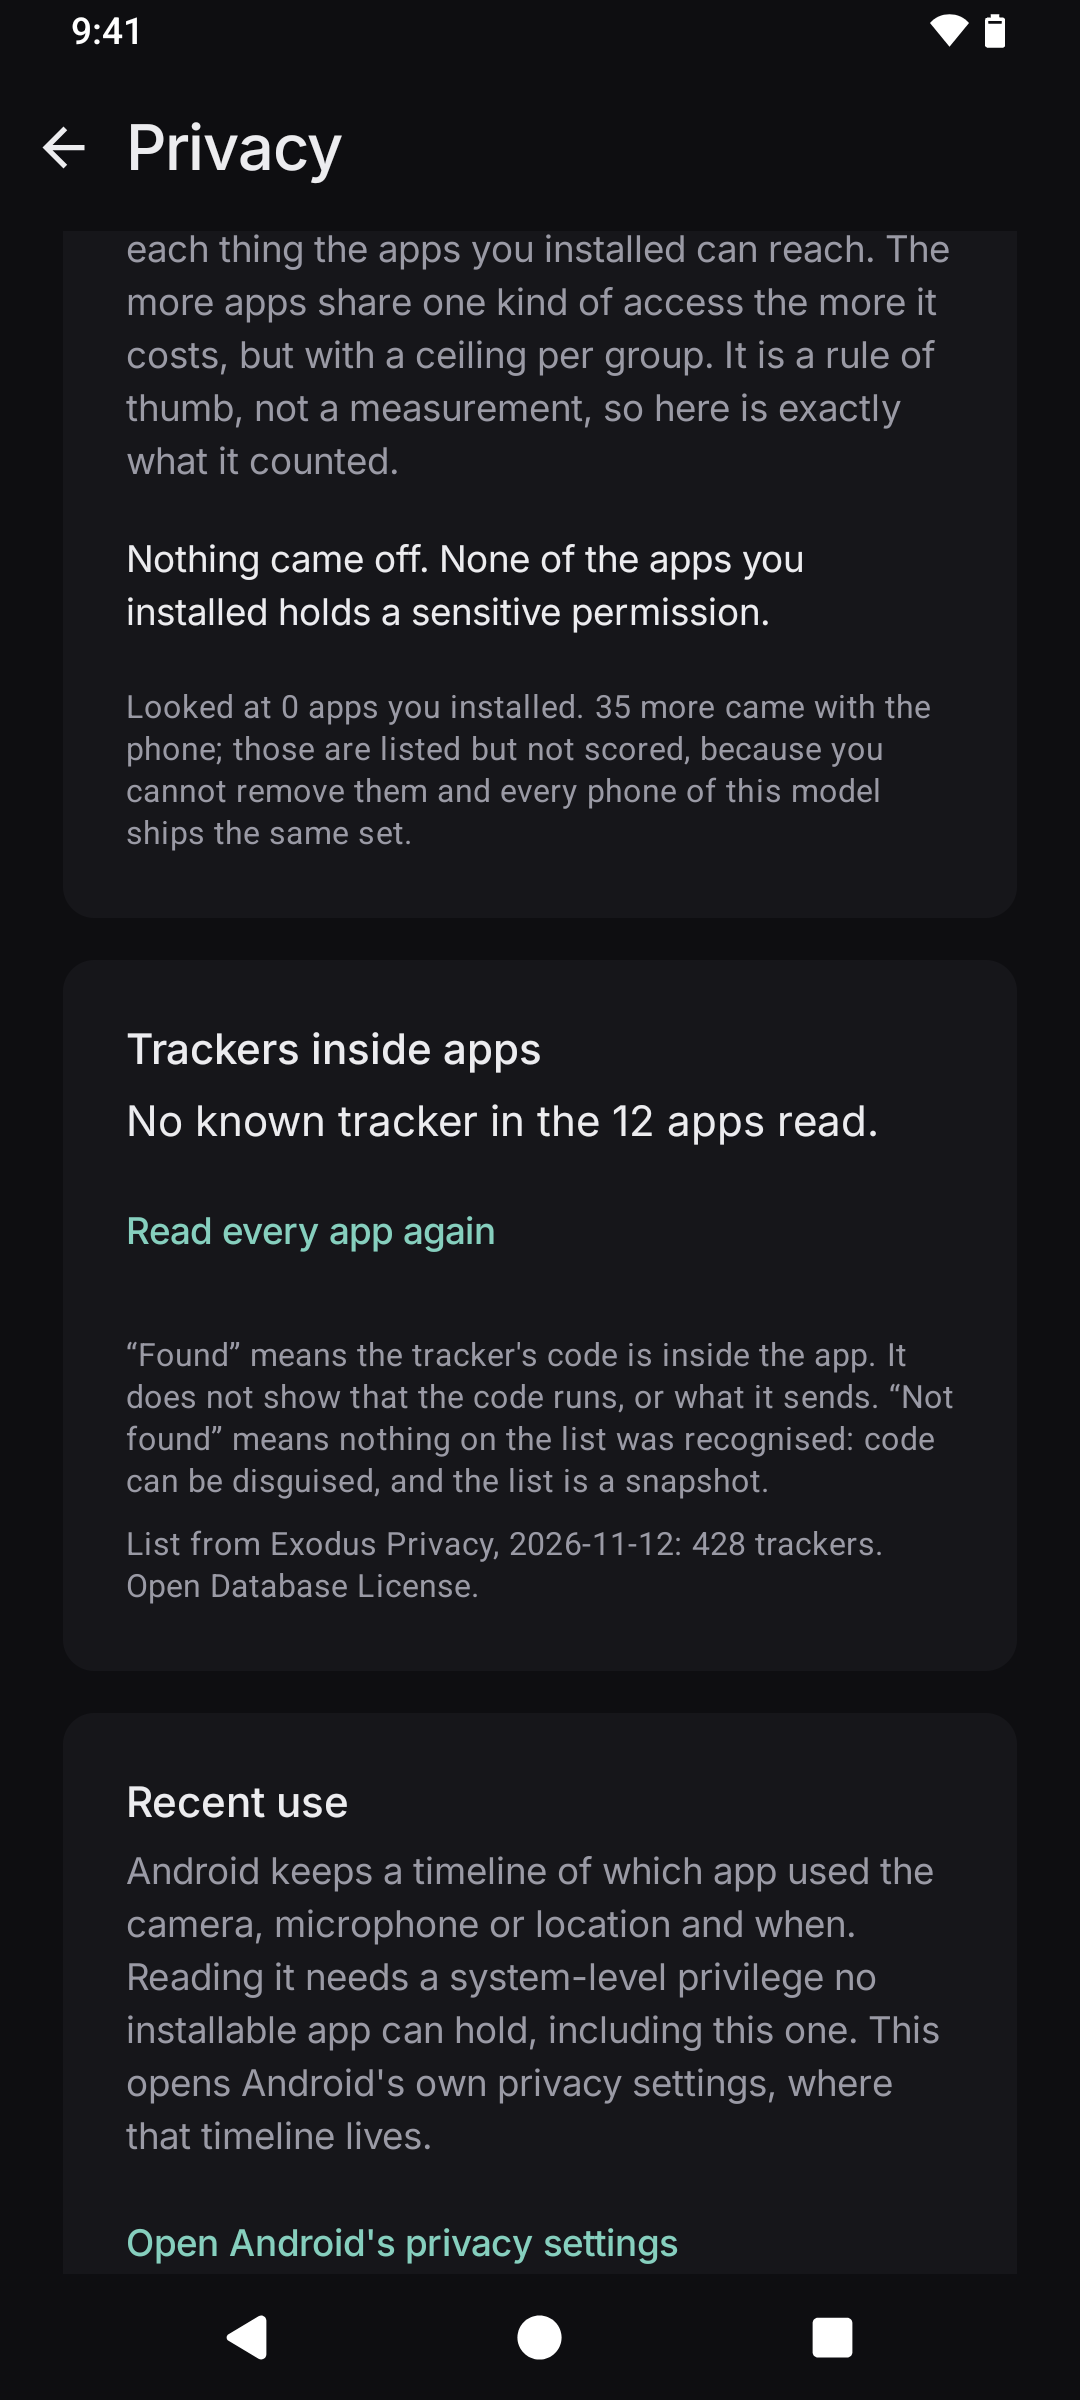 9:41
Privacy
each thing the apps you installed can reach. The
more apps share one kind of access the more it
costs, but with a ceiling per group. It is a rule of
thumb, not a measurement, so here is exactly
what it counted.
Nothing came off. None of the apps you
installed holds a sensitive permission.
Looked at 0 apps you installed. 35 more came with the
phone; those are listed but not scored, because you
cannot remove them and every phone of this model
ships the same set.
Trackers inside apps
No known tracker in the 12 apps read.
Read every app again
“Found” means the tracker's code is inside the app. It
does not show that the code runs, or what it sends. “Not
found” means nothing on the list was recognised: code
can be disguised, and the list is a snapshot.
List from Exodus Privacy, 2026-11-12: 428 trackers.
Open Database License.
Recent use
Android keeps a timeline of which app used the
camera, microphone or location and when.
Reading it needs a system-level privilege no
installable app can hold, including this one. This
opens Android's own privacy settings, where
that timeline lives.
Open Android's privacy settings